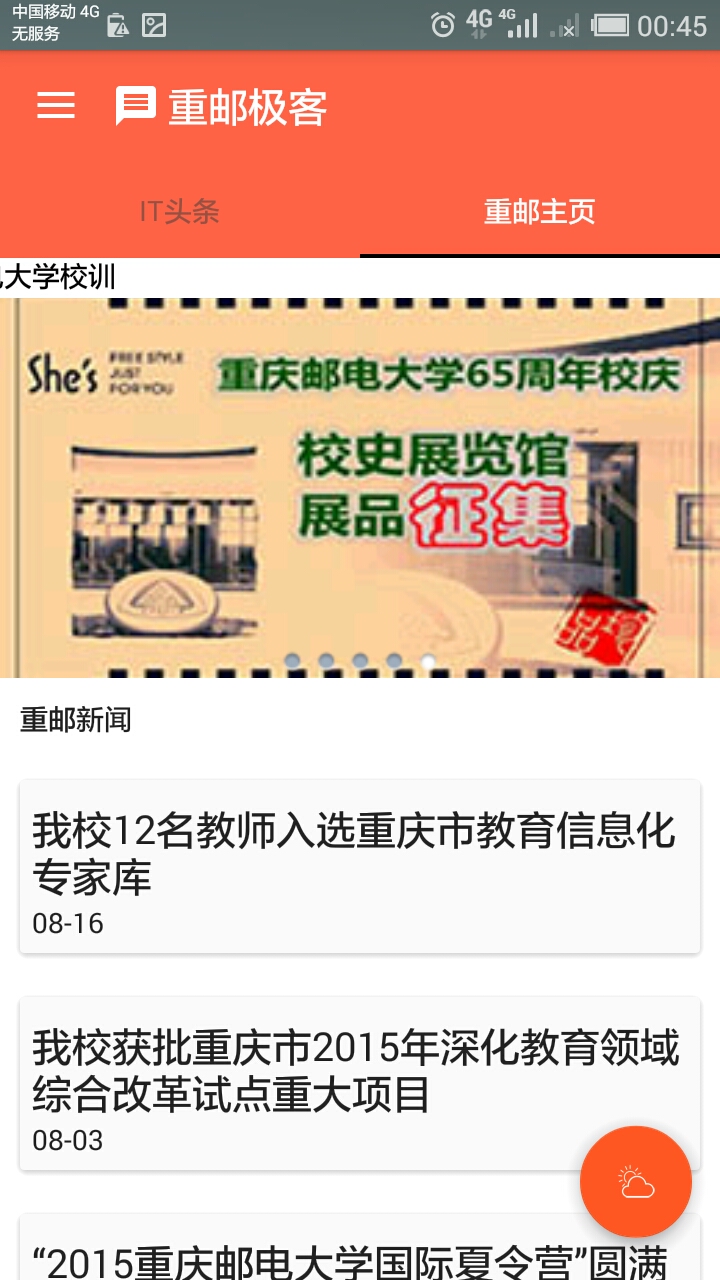 中国移动 4G
无服务
4G
4G
00:45
重邮极客
IT头条
重邮主页
大学校训
She's
FREE STYLE
JUST
FOR YOU
重庆邮电大学65周年校庆
校史展览馆
展品征集
重邮新闻
我校12名教师入选重庆市教育信息化
专家库
08-16
我校获批重庆市2015年深化教育领域
综合改革试点重大项目
08-03
“2015重庆邮电大学国际夏令营”圆满